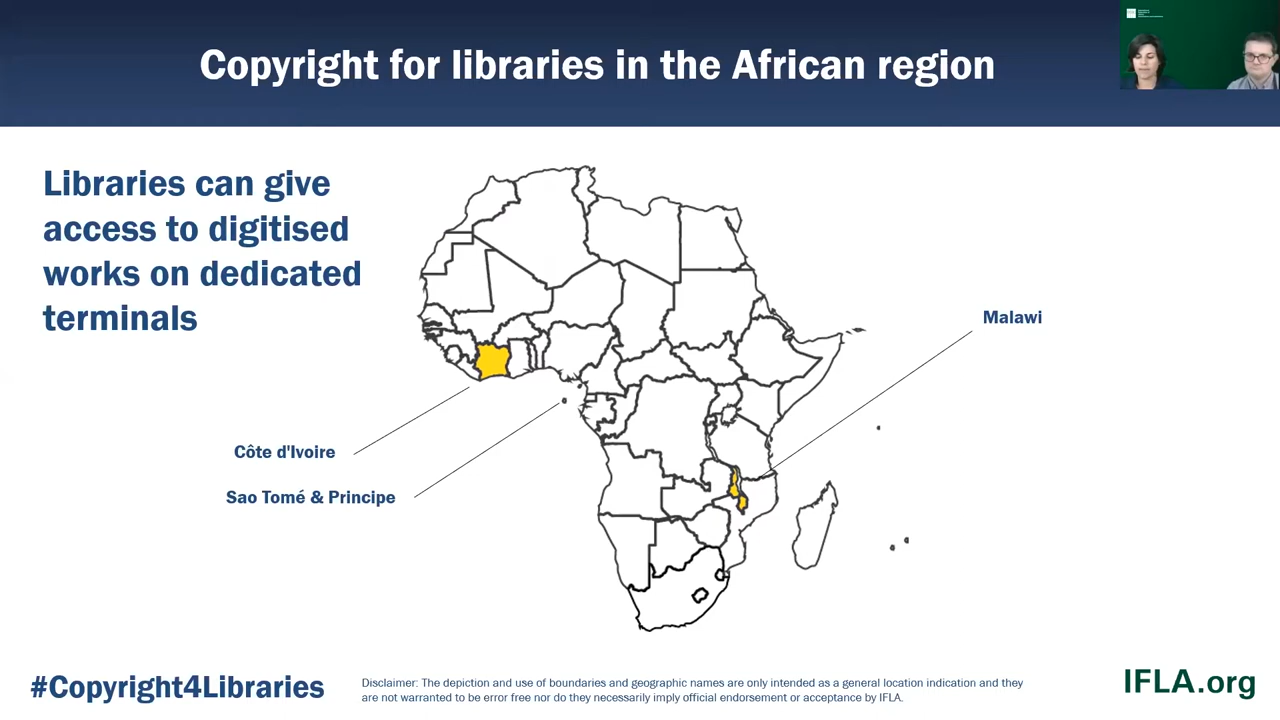 Copyright for libraries in the African region
Libraries can give
access to digitised
works on dedicated
terminals
Malawi
Côte d'Ivoire
Sao Tomé & Principe
#Copyright4Libraries
Disclaimer: The depiction and use of boundaries and geographic names are only intended as a general location indication and they
are not warranted to be error free nor do they necessarily imply official endorsement or acceptance by IFLA.
IFLA.org